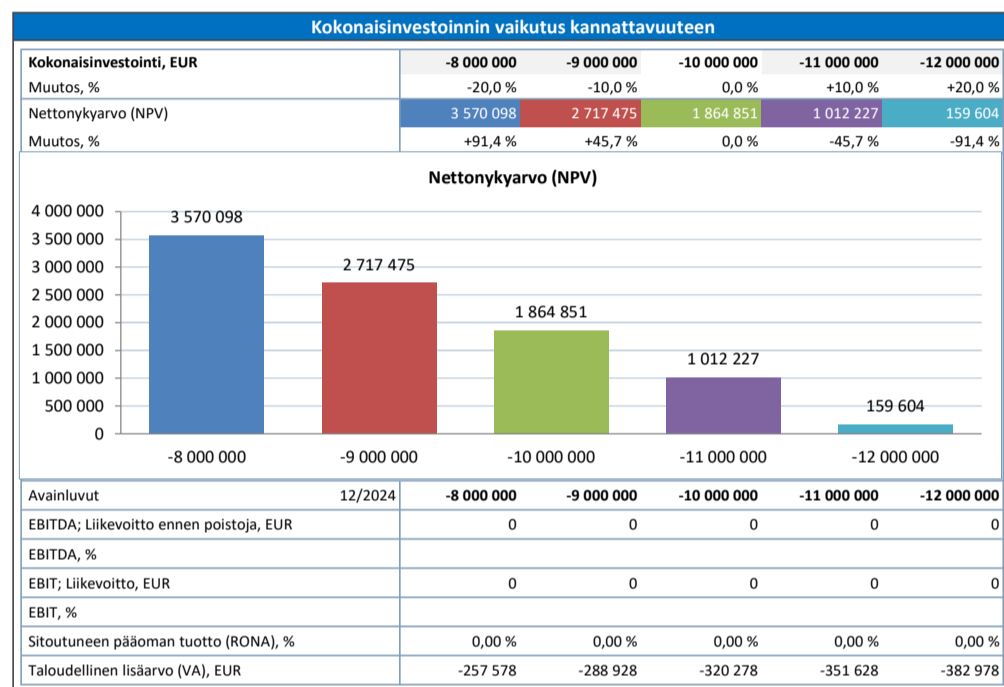 Kokonaisinvestoinnin vaikutus kannattavuuteen
Kokonaisinvestointi, EUR -8 000 000 -9 000 000 -10 000 000 -11 000 000 -12 000 000
Muutos, % -20,0 % -10,0 % 0,0 % +10,0 % +20,0 %
Nettonykyarvo (NPV) 3 570 098 2 717 475 1 864 851 1 012 227 159 604
Muutos, % +91,4 % +45,7 % 0,0 % -45,7 % -91,4 %
Nettonykyarvo (NPV)
4 000 000
3 500 000
3 000 000
2 500 000
2 000 000
1 500 000
1 000 000
500 000
0
3 570 098
2 717 475
1 864 851
1 012 227
159 604
-8 000 000 -9 000 000 -10 000 000 -11 000 000 -12 000 000
Avainluvut 12/2024 -8 000 000 -9 000 000 -10 000 000 -11 000 000 -12 000 000
EBITDA; Liikevoitto ennen poistoja, EUR 0 0 0 0 0
EBITDA, %
EBIT; Liikevoitto, EUR 0 0 0 0 0
EBIT, %
Sitoutuneen pääoman tuotto (RONA), % 0,00 % 0,00 % 0,00 % 0,00 % 0,00 %
Taloudellinen lisäarvo (VA), EUR -257 578 -288 928 -320 278 -351 628 -382 978